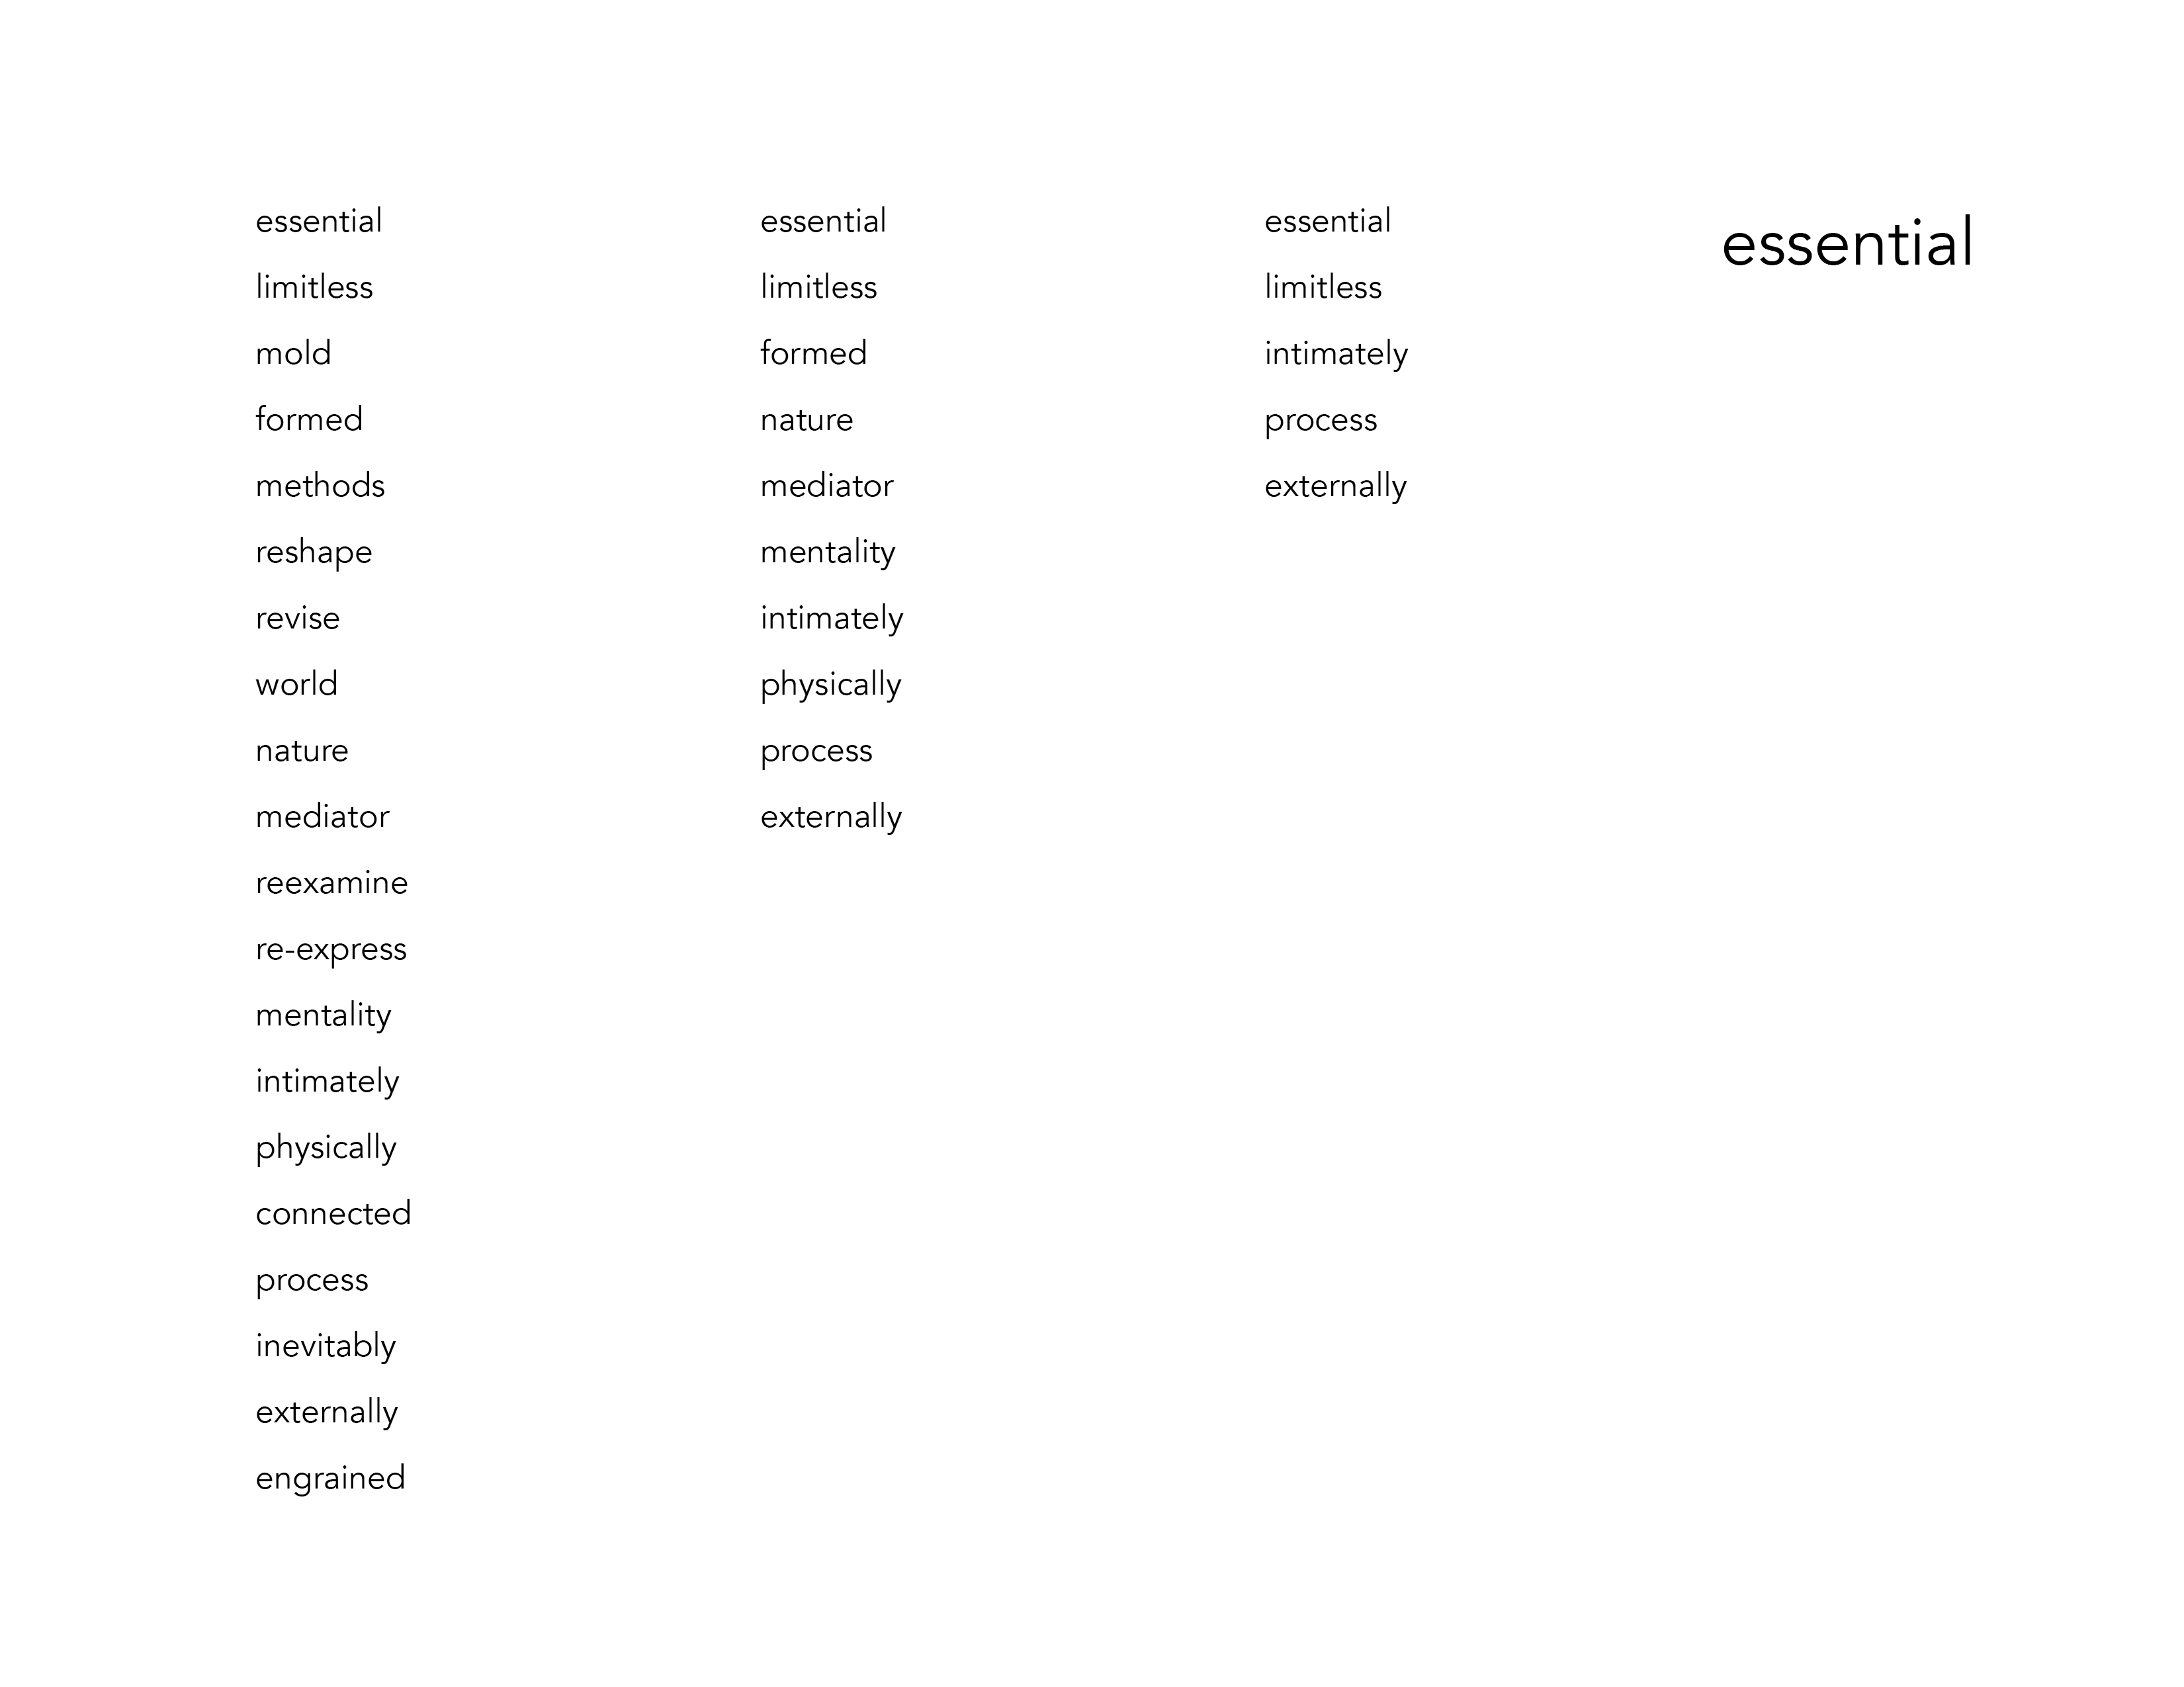 essential
limitless
mold
formed
methods
reshape
revise
world
nature
mediator
reexamine
re-express
mentality
intimately
physically
connected
process
inevitably
externally
engrained
essential
limitless
formed
nature
mediator
mentality
intimately
physically
process
externally
essential
limitless
intimately
process
externally
essential